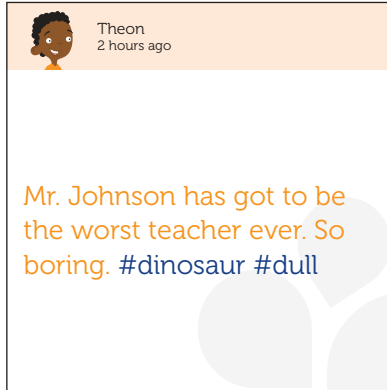 Theon
2 hours ago
Mr. Johnson has got to be
the worst teacher ever. So
boring. #dinosaur #dull